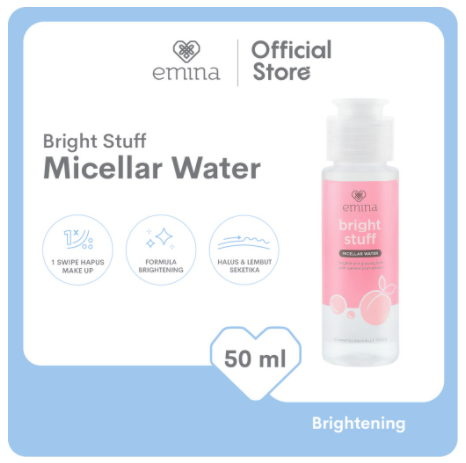 emina
Official
Store
Bright Stuff
Micellar Water
1 SWIPE HAPUS
MAKE UP
FORMULA
BRIGHTENING
HALUS & LEMBUT
SEKETIKA
emina
bright
stuff
MICELLAR WATER
50 ml
Brightening